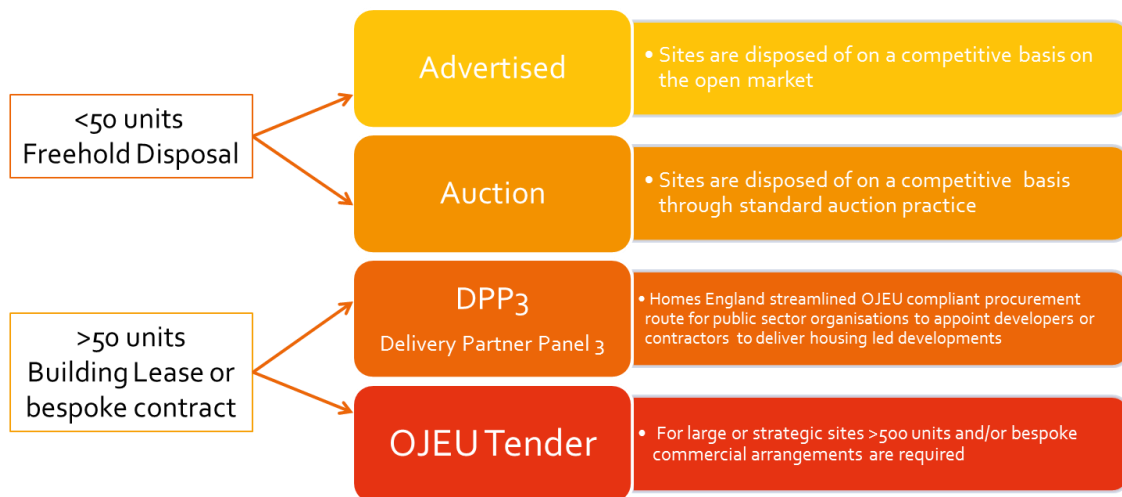 <50 units
Freehold Disposal
Advertised
• Sites are disposed of on a competitive basis on
the open market
Auction
• Sites are disposed of on a competitive basis
through standard auction practice
>50 units
Building Lease or
bespoke contract
DPP3
Delivery Partner Panel 3
• Homes England streamlined OJEU compliant procurement
route for public sector organisations to appoint developers or
contractors to deliver housing led developments
OJEU Tender
• For large or strategic sites >500 units and/or bespoke
commercial arrangements are required